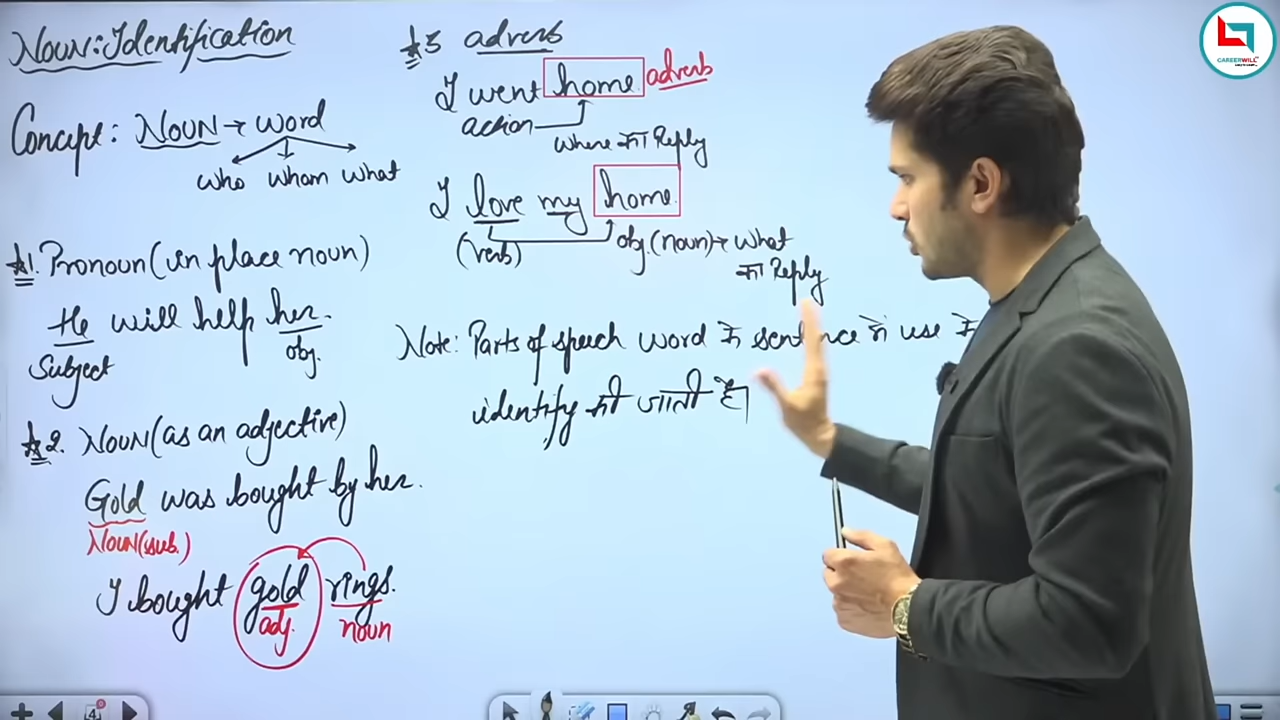 Noun: Identification
Concept: Noun → word
who whom what
1. Pronoun (in place noun)
He will help her.
Subject obj.
2. Noun (as an adjective)
Gold was bought by her.
Noun (sub.)
I bought gold rings.
adj. noun
3 adverb
I went home adverb
action
where का Reply
I love my home.
(verb) obj. (noun) → what
का Reply
Note: Parts of speech word के sentence में use से
identify की जाती है।
CAREERWILL
4